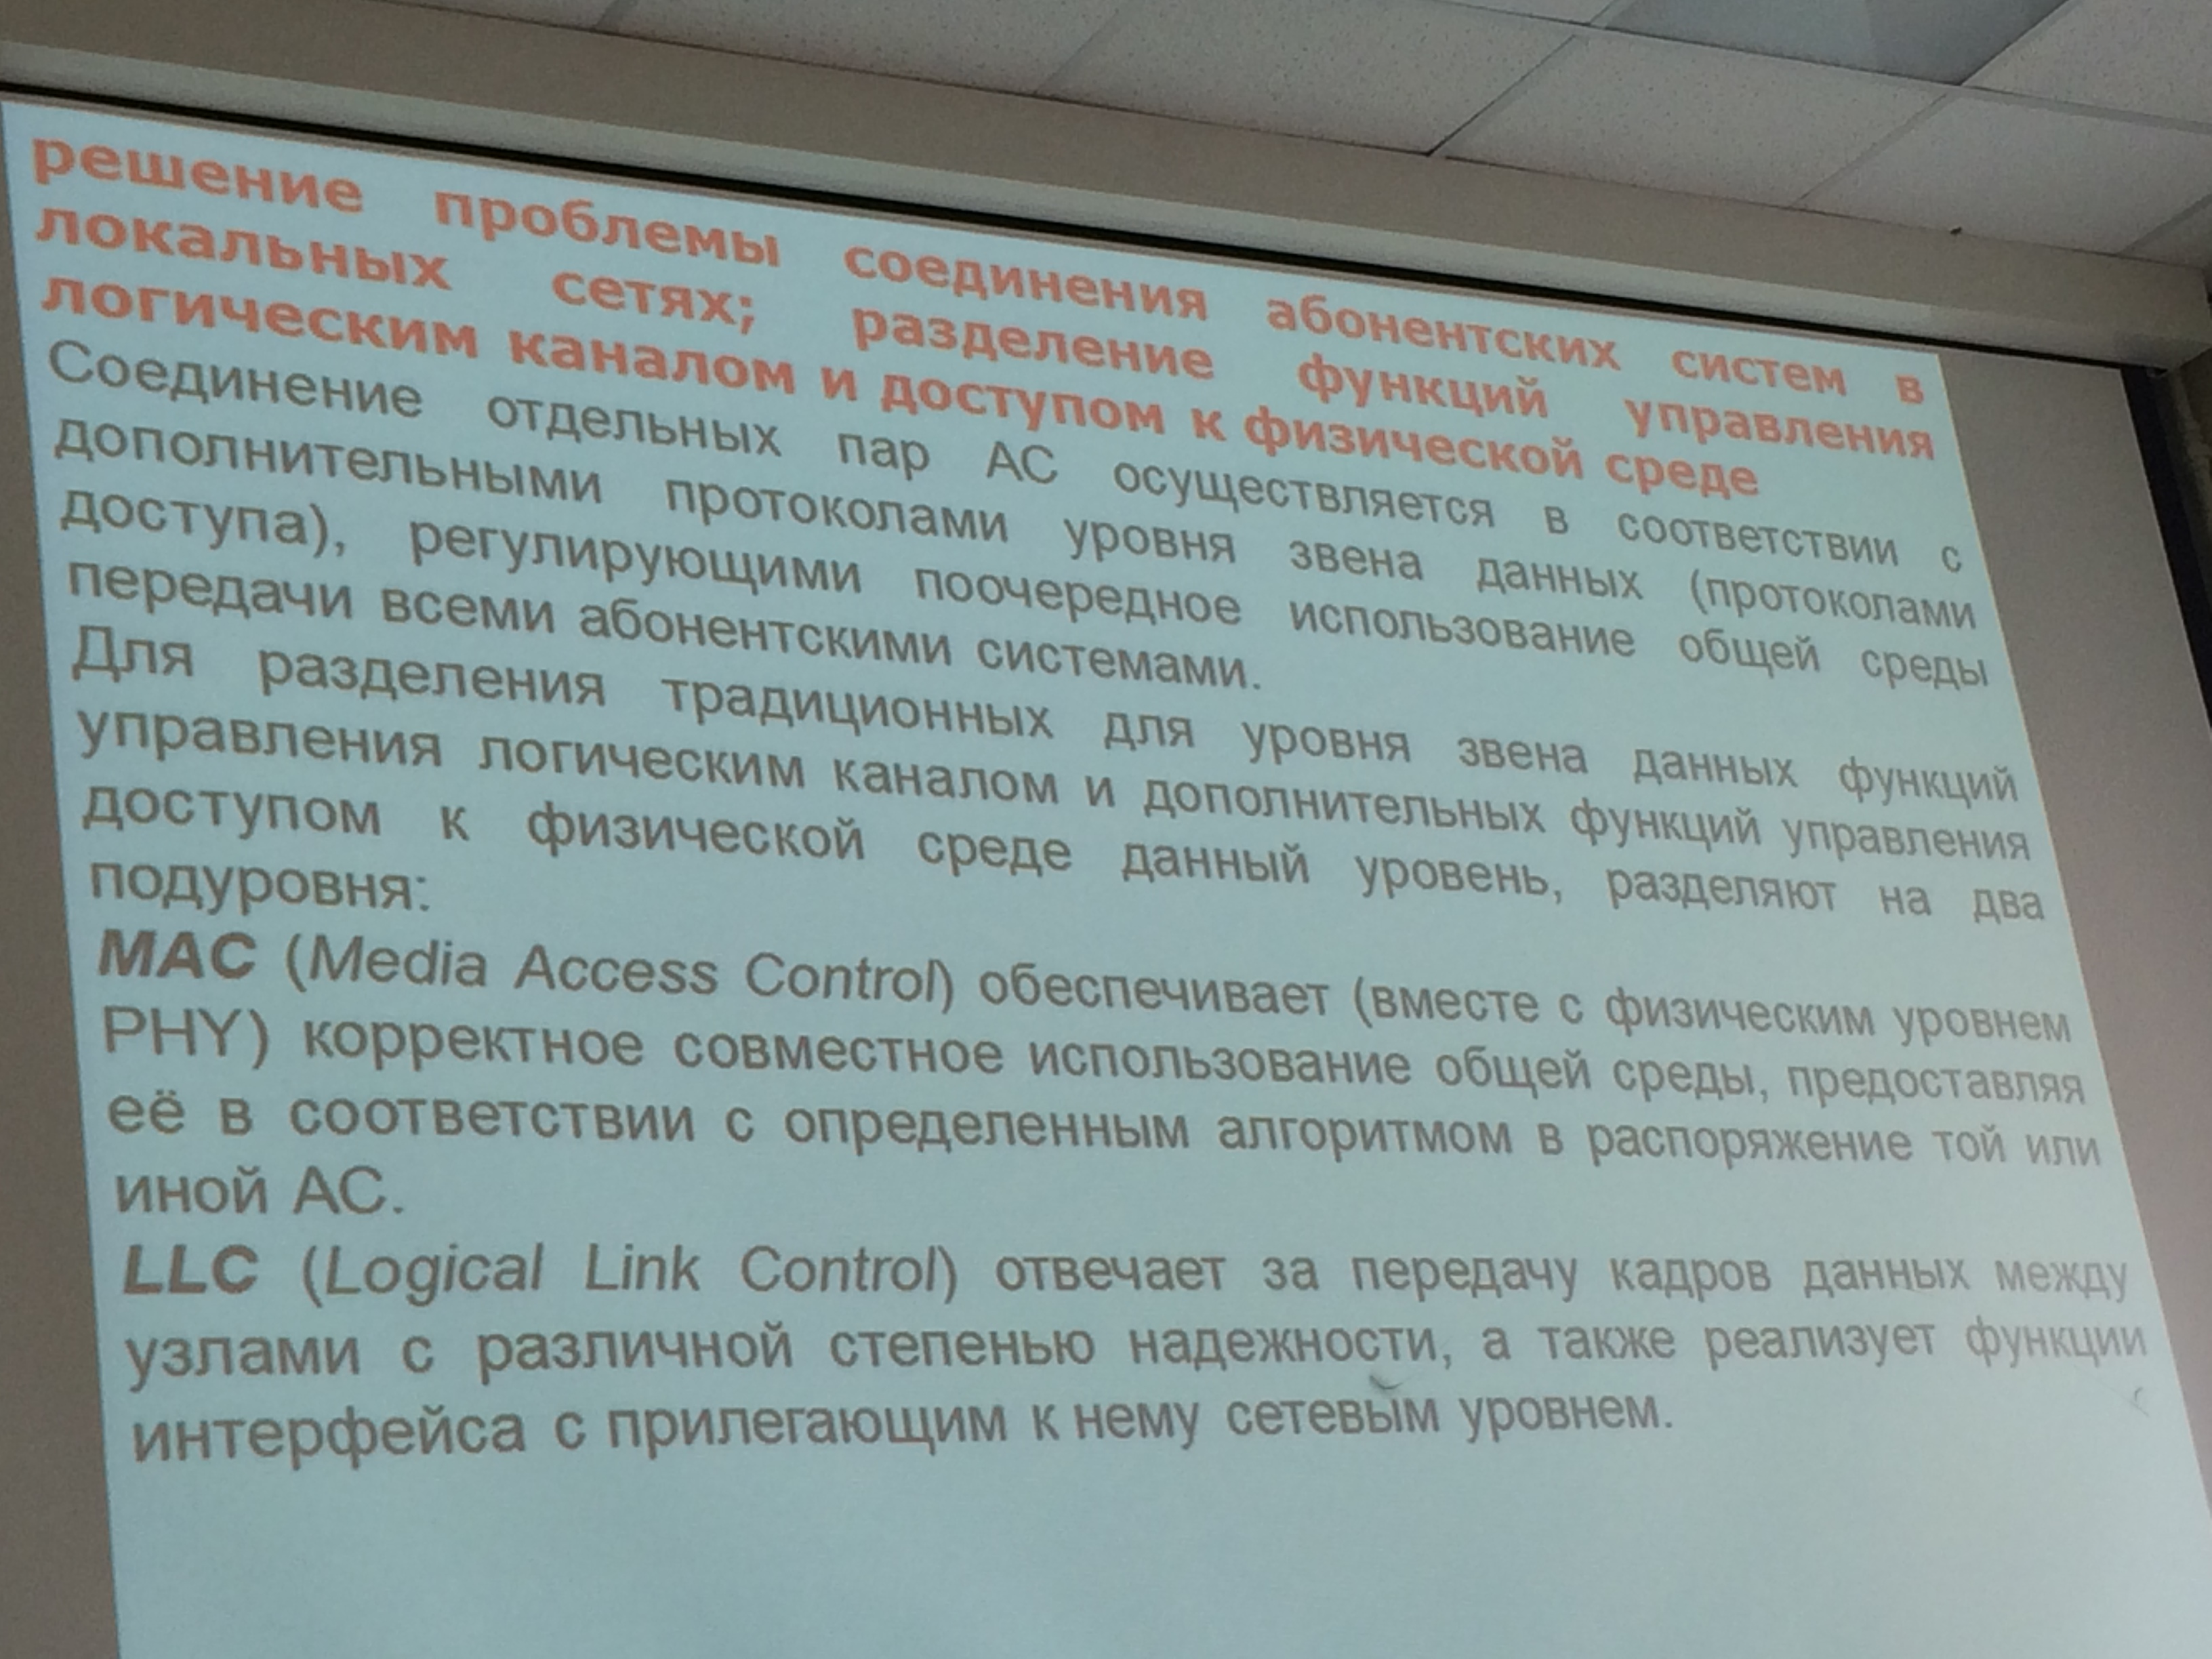 решение проблемы соединения абонентских систем в
локальных сетях; разделение функций управления
логическим каналом и доступом к физической среде
Соединение отдельных пар АС осуществляется в соответствии с
дополнительными протоколами уровня звена данных (протоколами
доступа), регулирующими поочередное использование общей среды
передачи всеми абонентскими системами.
Для разделения традиционных для уровня звена данных функций
управления логическим каналом и дополнительных функций управления
доступом к физической среде данный уровень, разделяют на два
подуровня:
MAC (Media Access Control) обеспечивает (вместе с физическим уровнем
PHY) корректное совместное использование общей среды, предоставляя
её в соответствии с определенным алгоритмом в распоряжение той или
иной АС.
LLC (Logical Link Control) отвечает за передачу кадров данных между
узлами с различной степенью надежности, а также реализует функции
интерфейса с прилегающим к нему сетевым уровнем.